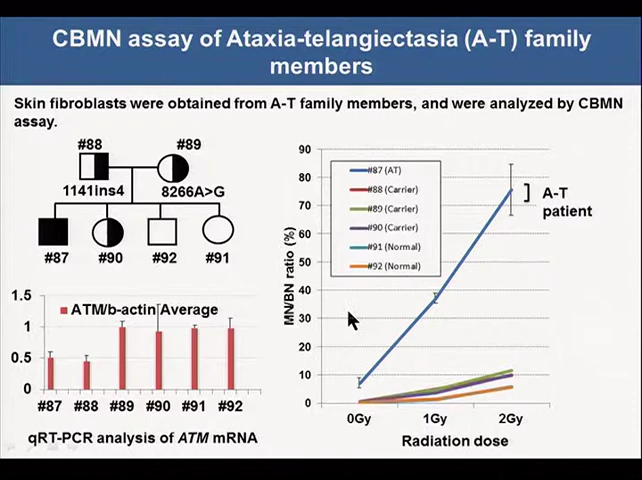 CBMN assay of Ataxia-telangiectasia (A-T) family
members
Skin fibroblasts were obtained from A-T family members, and were analyzed by CBMN
assay.
#88
#89
1141ins4
8266A>G
#87
#90
#92
#91
1.5
1
0.5
0
ATM/b-actin Average
#87
#88
#89
#90
#91
#92
qRT-PCR analysis of ATM mRNA
90
80
70
60
50
40
30
20
10
0
MN/BN ratio (%)
#87 (AT)
#88 (Carrier)
#89 (Carrier)
#90 (Carrier)
#91 (Normal)
#92 (Normal)
A-T
patient
0Gy
1Gy
2Gy
Radiation dose